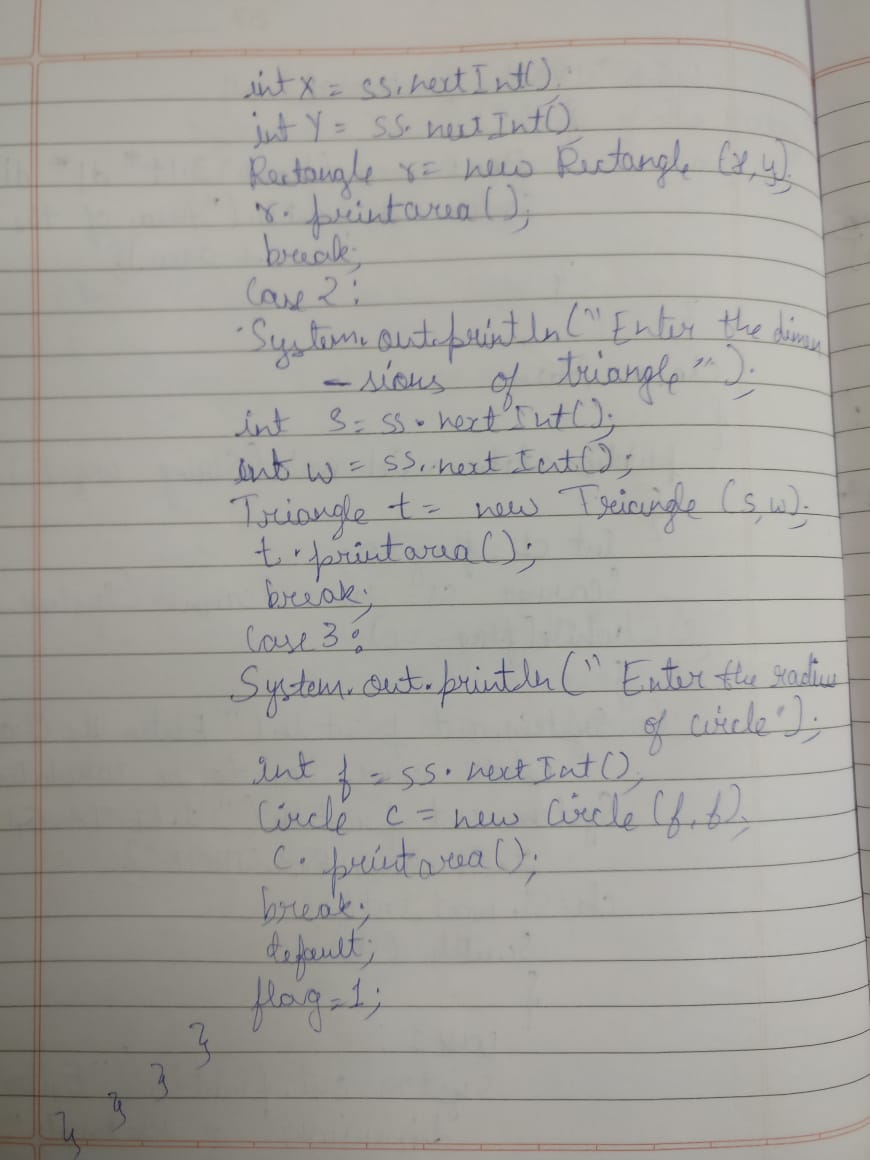 int x = ss.nextInt();
int y = ss.nextInt();
Rectangle r = new Rectangle (x,y);
r.printarea();
break;
Case 2:
System.out.println("Enter the dimen
-sions of triangle");
int s = ss.nextInt();
int w = ss.nextInt();
Triangle t = new Triangle (s,w);
t.printarea();
break;
Case 3:
System.out.println("Enter the radius
of circle");
int f = ss.nextInt();
Circle c = new Circle (f,f);
c.printarea();
break;
default;
flag=1;
}
}
}
}